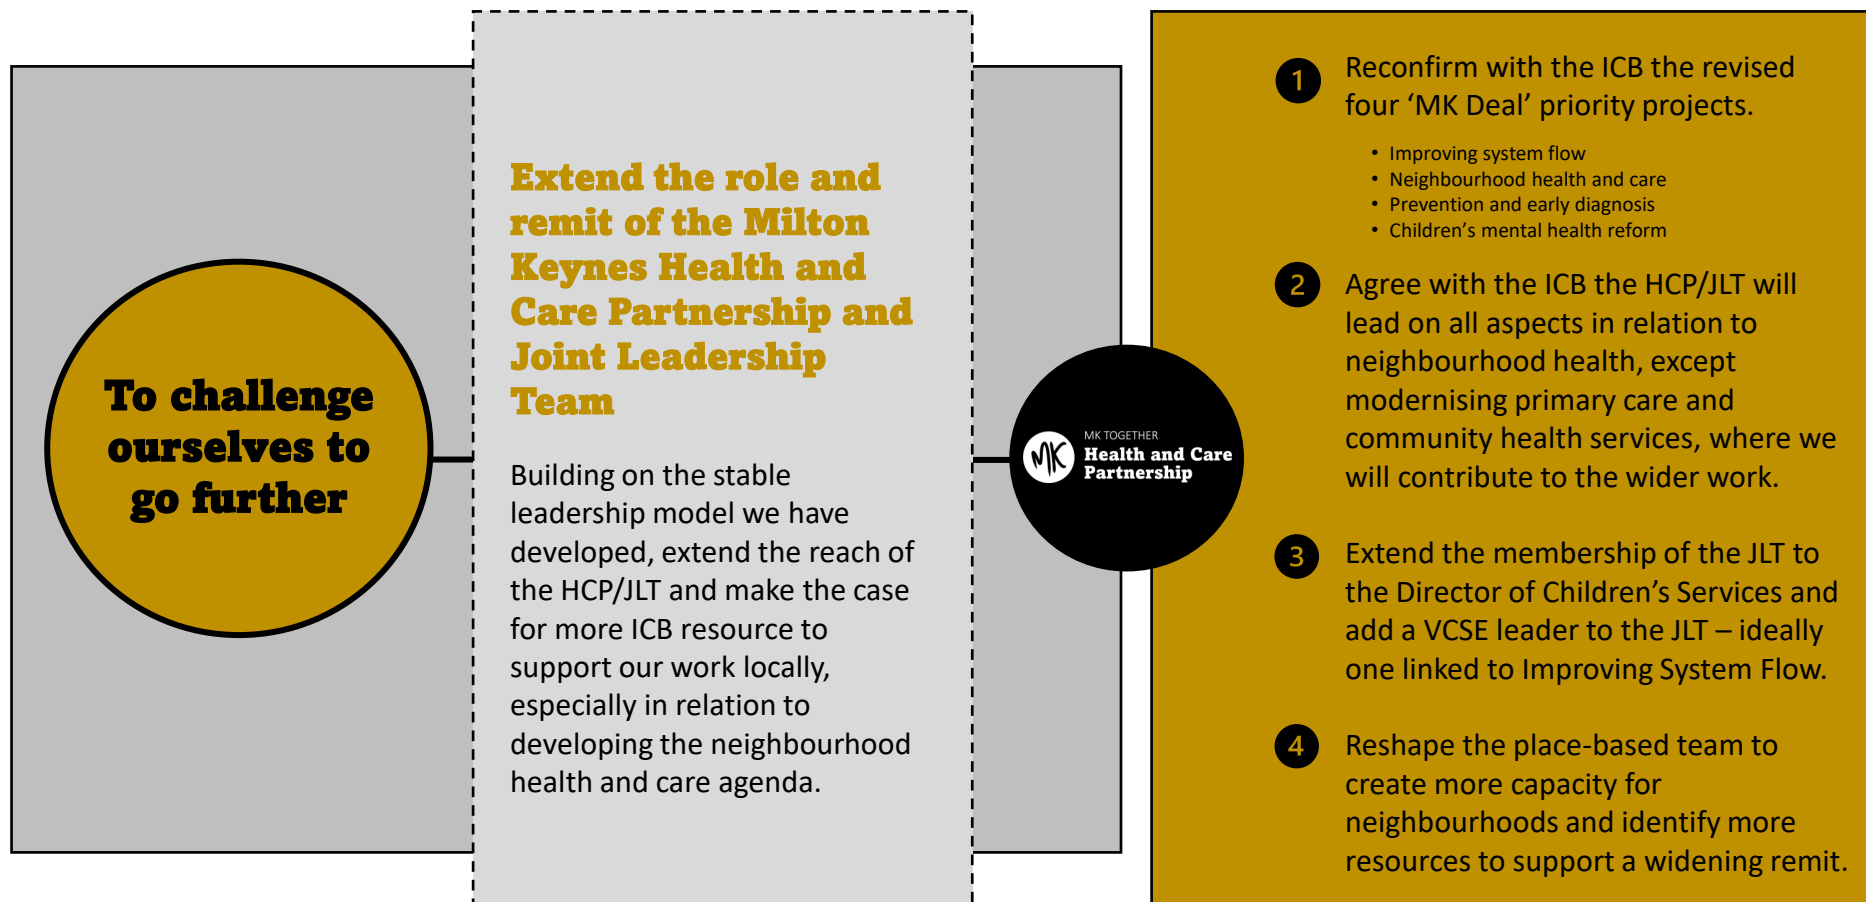 To challenge
ourselves to
go further
Extend the role and
remit of the Milton
Keynes Health and
Care Partnership and
Joint Leadership
Team
Building on the stable
leadership model we have
developed, extend the reach of
the HCP/JLT and make the case
for more ICB resource to
support our work locally,
especially in relation to
developing the neighbourhood
health and care agenda.
MK
MK TOGETHER
Health and Care
Partnership
1
Reconfirm with the ICB the revised
four ‘MK Deal’ priority projects.
• Improving system flow
• Neighbourhood health and care
• Prevention and early diagnosis
• Children’s mental health reform
2
Agree with the ICB the HCP/JLT will
lead on all aspects in relation to
neighbourhood health, except
modernising primary care and
community health services, where we
will contribute to the wider work.
3
Extend the membership of the JLT to
the Director of Children’s Services and
add a VCSE leader to the JLT – ideally
one linked to Improving System Flow.
4
Reshape the place-based team to
create more capacity for
neighbourhoods and identify more
resources to support a widening remit.